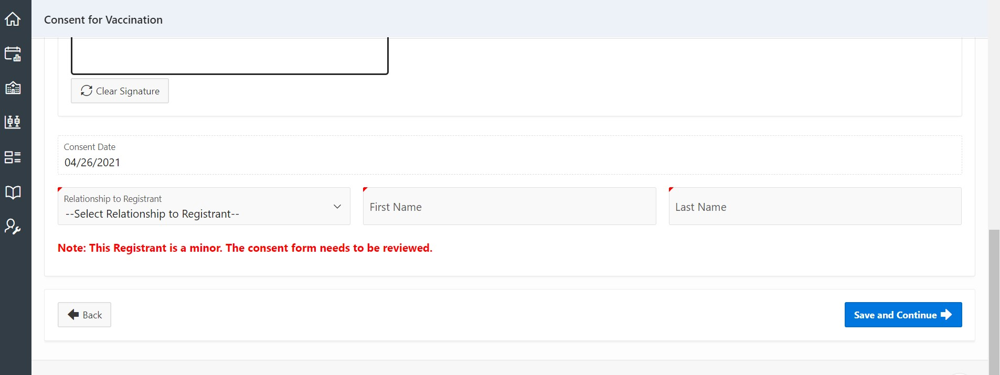 Consent for Vaccination
Clear Signature
Consent Date
04/26/2021
Relationship to Registrant
--Select Relationship to Registrant--
First Name
Last Name
Note: This Registrant is a minor. The consent form needs to be reviewed.
Back
Save and Continue